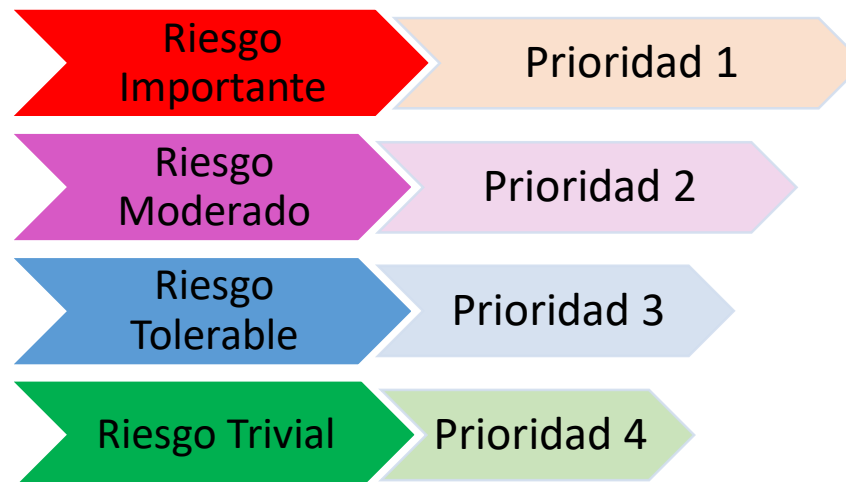 Riesgo
Importante
Prioridad 1
Riesgo
Moderado
Prioridad 2
Riesgo
Tolerable
Prioridad 3
Riesgo Trivial
Prioridad 4